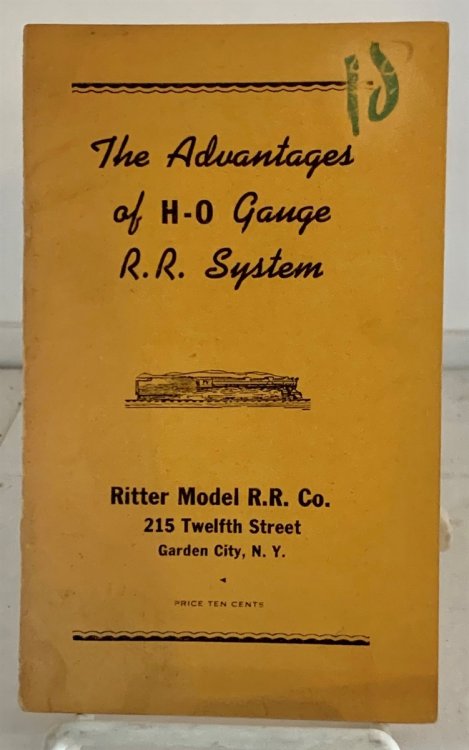 The Advantages
of H-O Gauge
R.R. System
Ritter Model R.R. Co.
215 Twelfth Street
Garden City, N. Y.
PRICE TEN CENTS